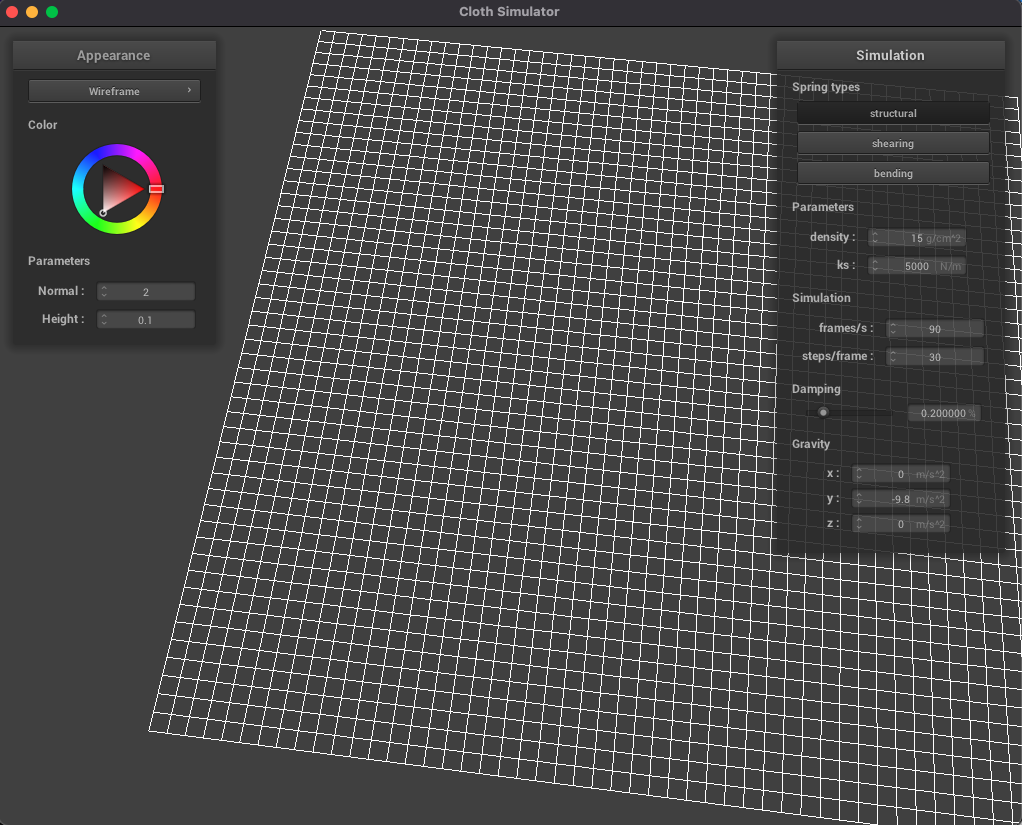 Cloth Simulator
Appearance
Wireframe
Color
Parameters
Normal : 2
Height : 0.1
Simulation
Spring types
structural
shearing
bending
Parameters
density : 15 g/cm^2
ks : 5000 N/m
Simulation
frames/s : 90
steps/frame : 30
Damping
0.200000 %
Gravity
x : 0 m/s^2
y : -9.8 m/s^2
z : 0 m/s^2